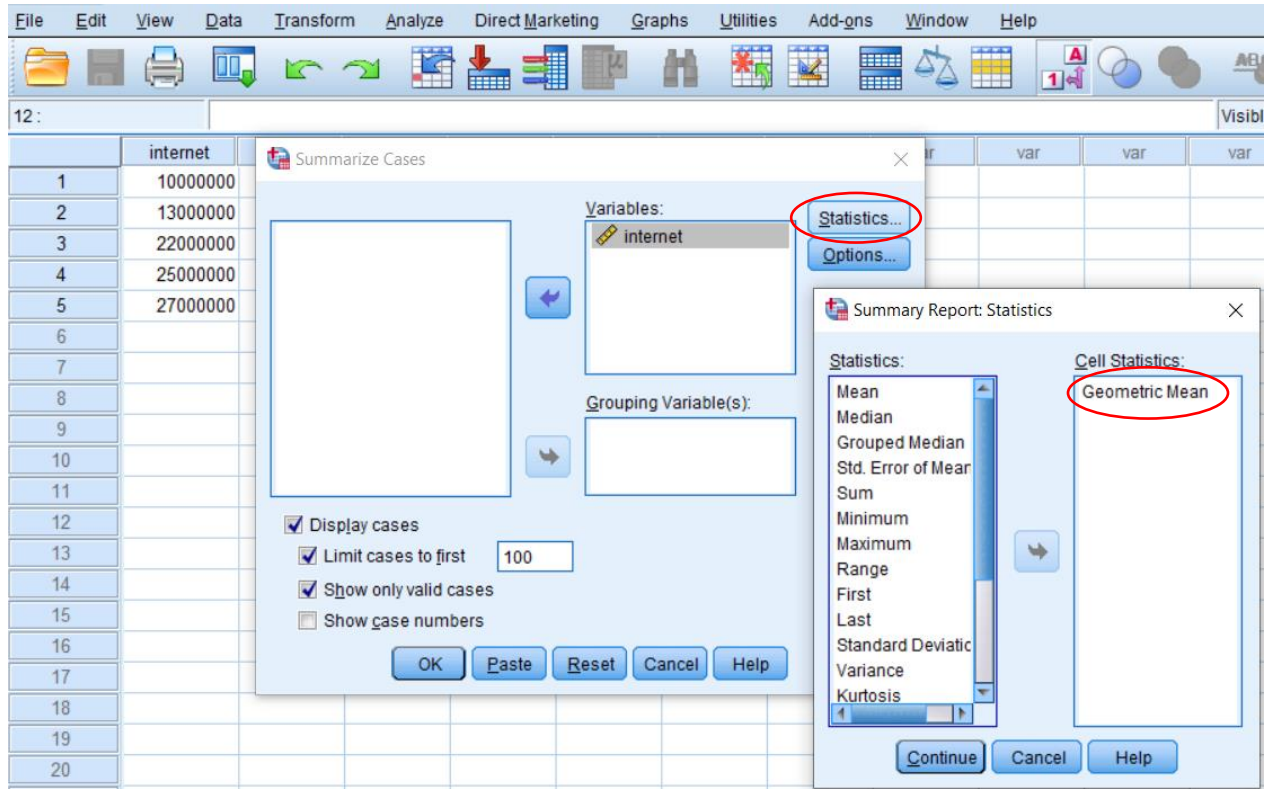 File Edit View Data Transform Analyze Direct Marketing Graphs Utilities Add-ons Window Help
A
1
12 :
Visibl
internet
var var var
1 10000000
2 13000000
3 22000000
4 25000000
5 27000000
6
7
8
9
10
11
12
13
14
15
16
17
18
19
20
Summarize Cases
Variables:
internet
Statistics...
Options...
Grouping Variable(s):
Display cases
Limit cases to first 100
Show only valid cases
Show case numbers
OK Paste Reset Cancel Help
Summary Report: Statistics
Statistics:
Mean
Median
Grouped Median
Std. Error of Mean
Sum
Minimum
Maximum
Range
First
Last
Standard Deviatic
Variance
Kurtosis
Cell Statistics:
Geometric Mean
Continue Cancel Help